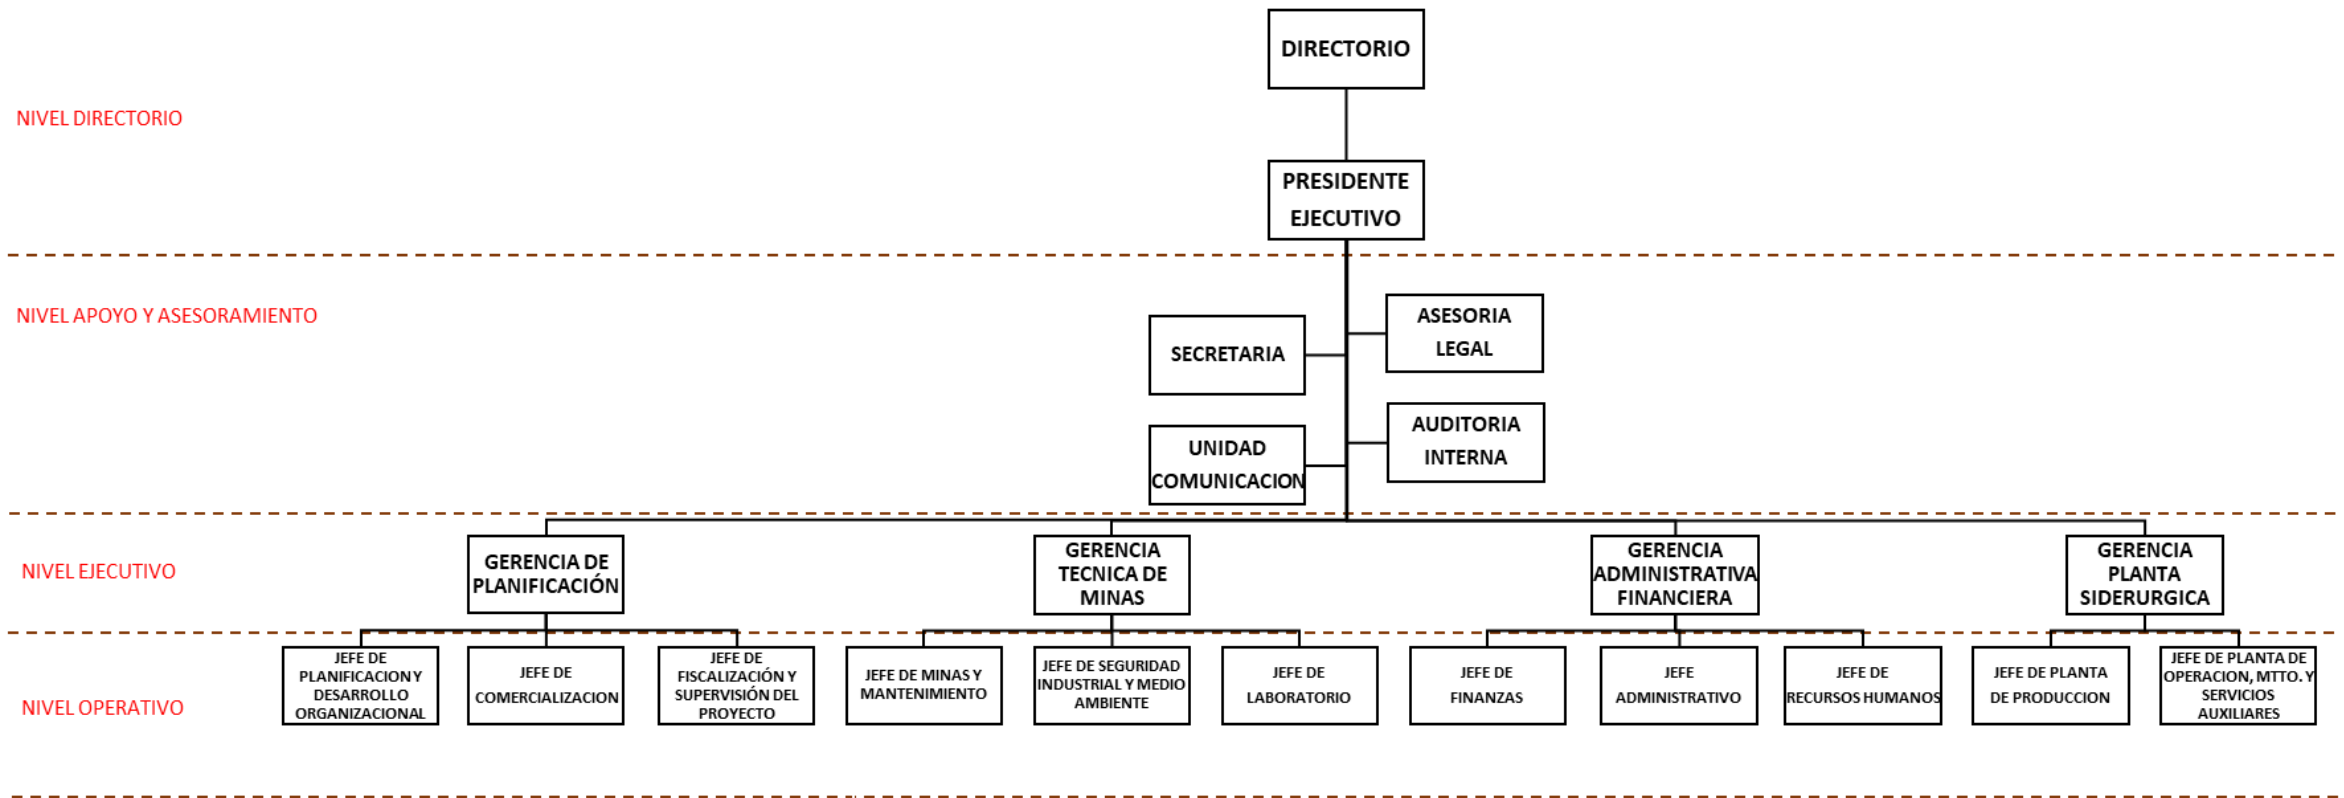 DIRECTORIO
NIVEL DIRECTORIO
PRESIDENTE
EJECUTIVO
NIVEL APOYO Y ASESORAMIENTO
ASESORIA
LEGAL
SECRETARIA
AUDITORIA
INTERNA
UNIDAD
COMUNICACION
NIVEL EJECUTIVO
GERENCIA DE
PLANIFICACIÓN
GERENCIA
TECNICA DE
MINAS
GERENCIA
ADMINISTRATIVA
FINANCIERA
GERENCIA
PLANTA
SIDERURGICA
NIVEL OPERATIVO
JEFE DE
PLANIFICACION Y
DESARROLLO
ORGANIZACIONAL
JEFE DE
COMERCIALIZACION
JEFE DE
FISCALIZACIÓN Y
SUPERVISIÓN DEL
PROYECTO
JEFE DE MINAS Y
MANTENIMIENTO
JEFE DE SEGURIDAD
INDUSTRIAL Y MEDIO
AMBIENTE
JEFE DE
LABORATORIO
JEFE DE
FINANZAS
JEFE
ADMINISTRATIVO
JEFE DE
RECURSOS HUMANOS
JEFE DE PLANTA
DE PRODUCCION
JEFE DE PLANTA DE
OPERACION, MTTO. Y
SERVICIOS
AUXILIARES